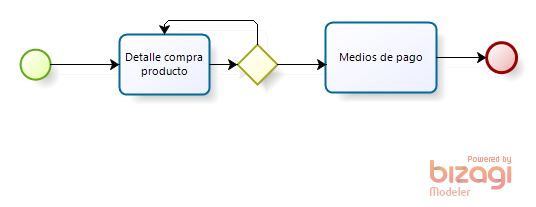 Detalle compra
producto
Medios de pago
Powered by
bizagi
Modeler